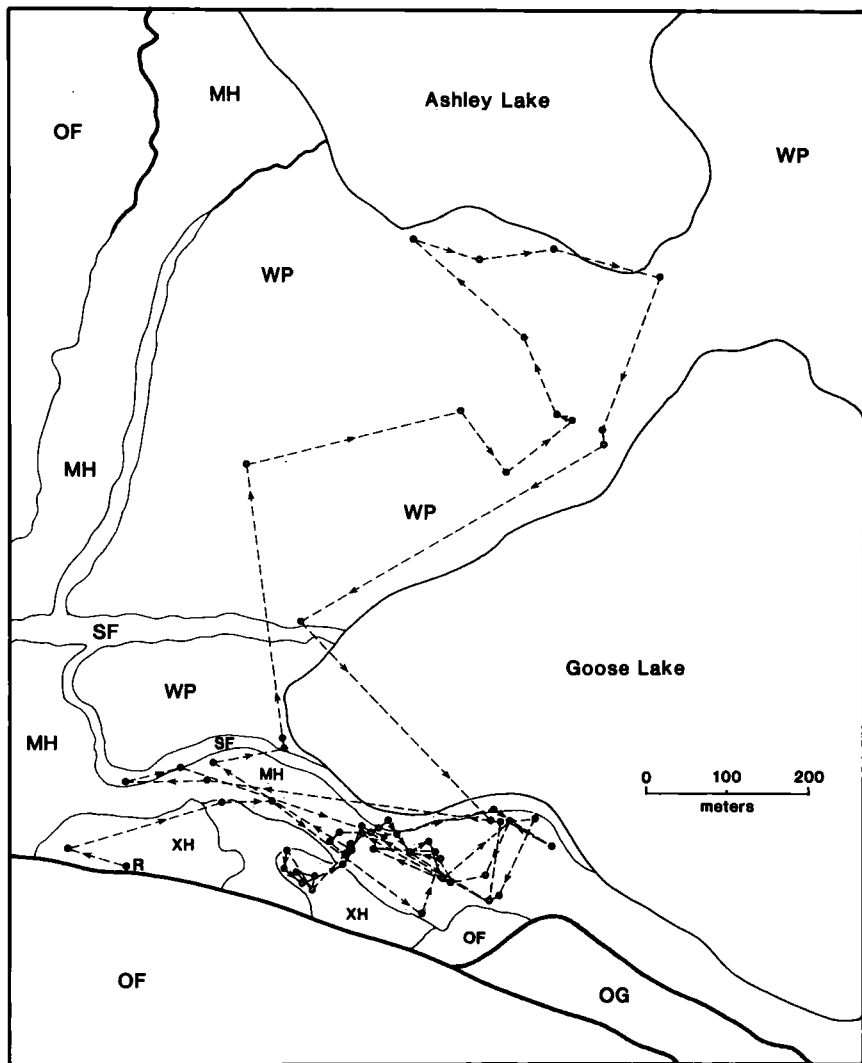 MH
Ashley Lake
OF
WP
WP
MH
WP
SF
Goose Lake
WP
MH
SF
MH
0 100 200
meters
XH
R
XH
OF
OF
OG